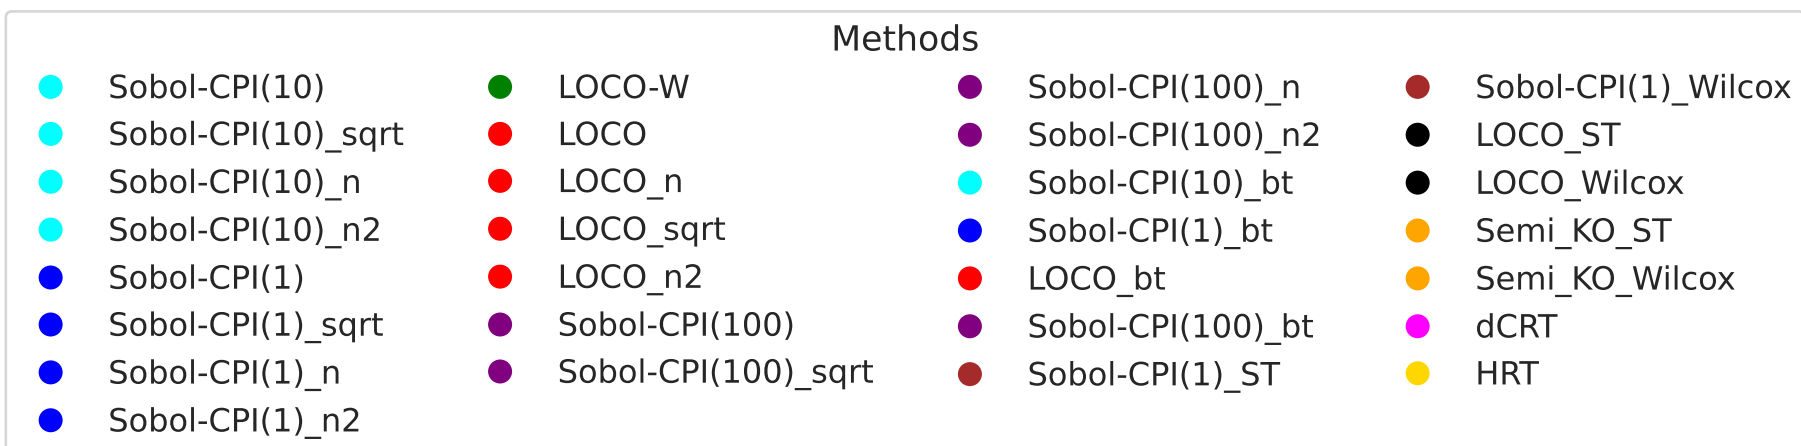 Methods
Sobol-CPI(10)
Sobol-CPI(10)_sqrt
Sobol-CPI(10)_n
Sobol-CPI(10)_n2
Sobol-CPI(1)
Sobol-CPI(1)_sqrt
Sobol-CPI(1)_n
Sobol-CPI(1)_n2
LOCO-W
LOCO
LOCO_n
LOCO_sqrt
LOCO_n2
Sobol-CPI(100)
Sobol-CPI(100)_sqrt
Sobol-CPI(100)_n
Sobol-CPI(100)_n2
Sobol-CPI(10)_bt
Sobol-CPI(1)_bt
LOCO_bt
Sobol-CPI(100)_bt
Sobol-CPI(1)_ST
Sobol-CPI(1)_Wilcox
LOCO_ST
LOCO_Wilcox
Semi_KO_ST
Semi_KO_Wilcox
dCRT
HRT